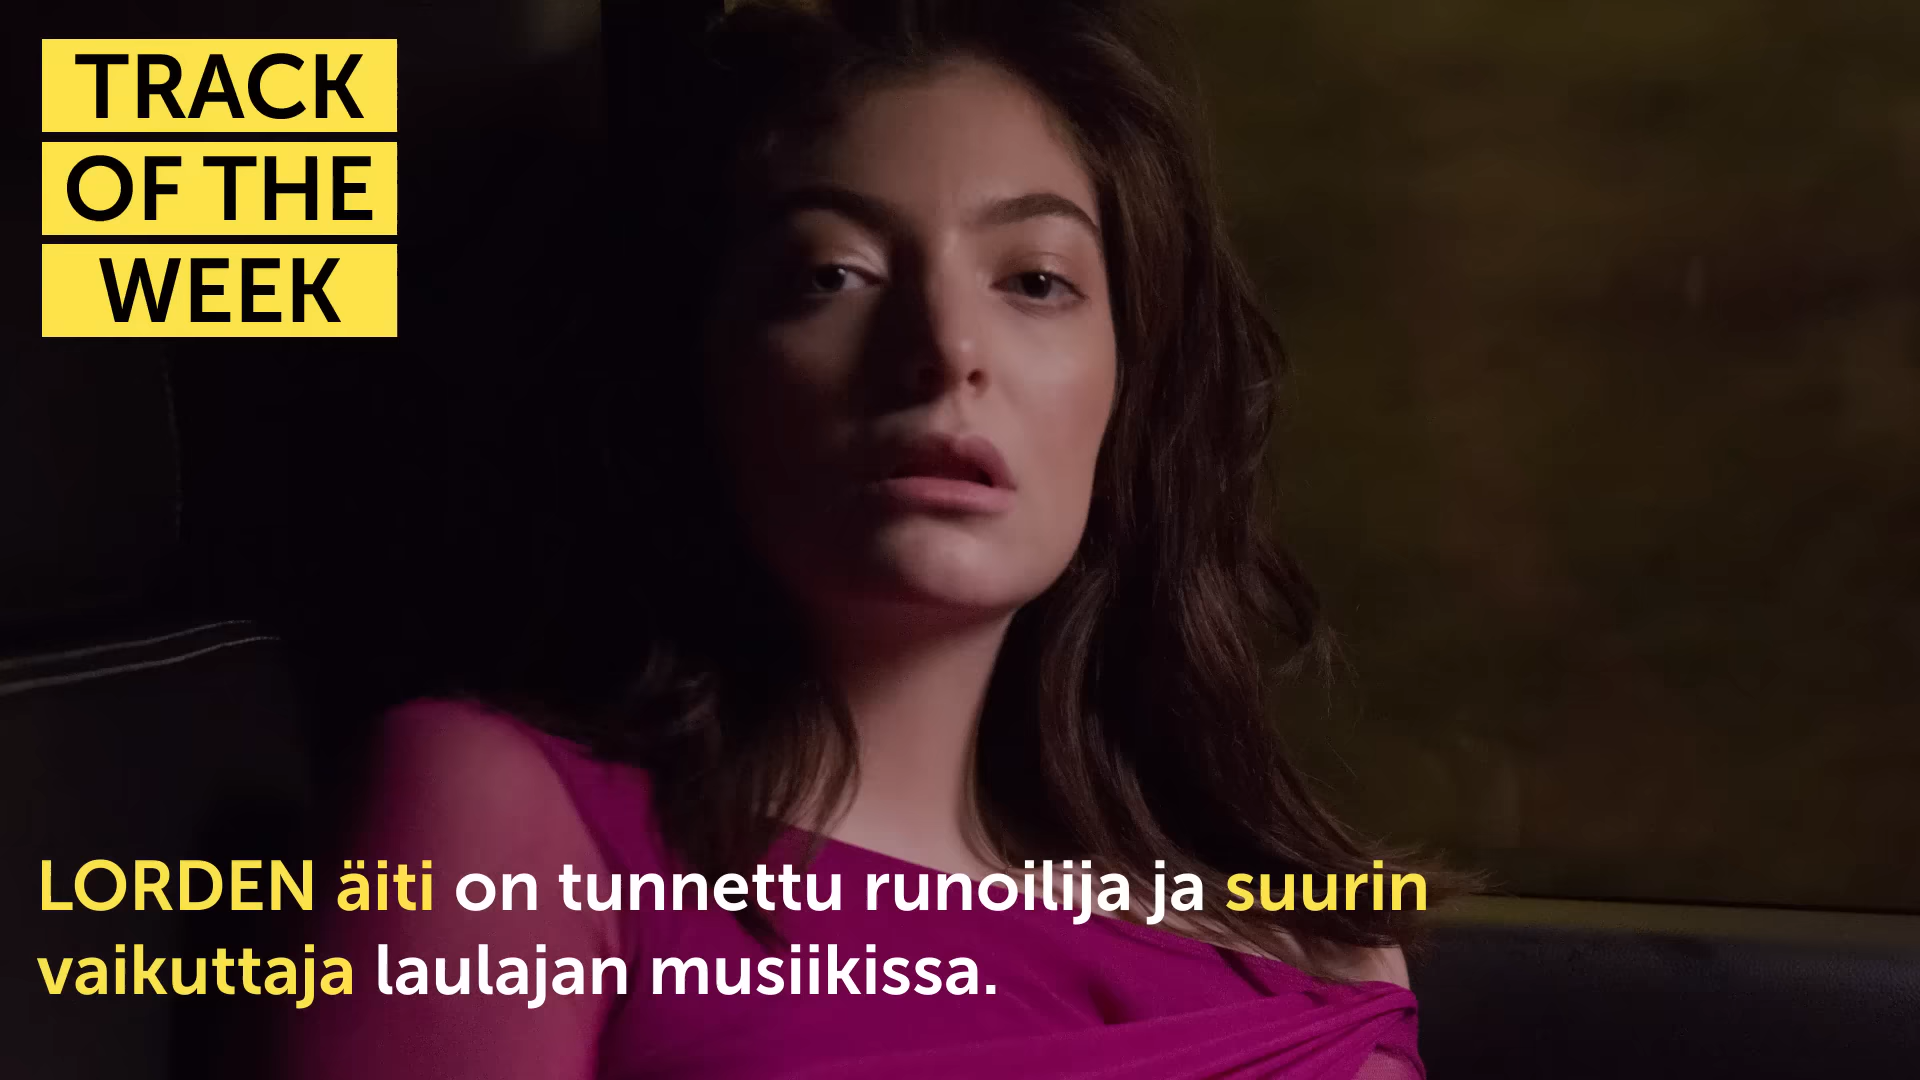 TRACK
OF THE
WEEK
LORDEN äiti on tunnettu runoilija ja suurin
vaikuttaja laulajan musiikissa.